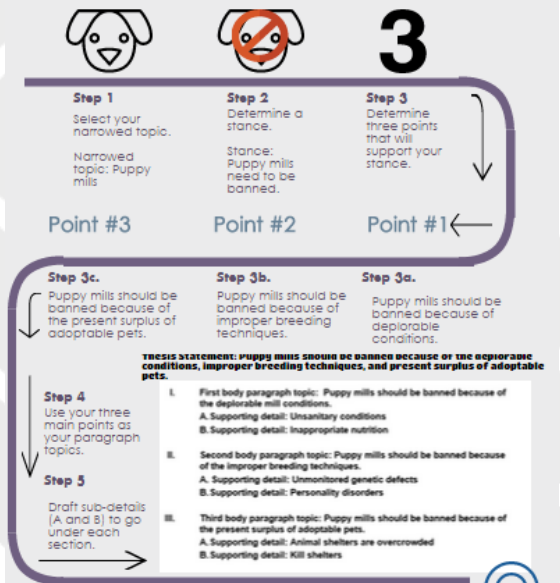 3
Step 1
Select your
narrowed topic.
Narrowed
topic: Puppy
mills
Step 2
Determine a
stance.
Stance:
Puppy mills
need to be
banned.
Step 3
Determine
three points
that will
support your
stance.
Point #3
Point #2
Point #1
Step 3c.
Puppy mills should be
banned because of
the present surplus of
adoptable pets.
Step 3b.
Puppy mills should be
banned because of
improper breeding
techniques.
Step 3a.
Puppy mills should be
banned because of
deplorable
conditions.
Thesis Statement: Puppy mills should be banned because of the deplorable
conditions, improper breeding techniques, and present surplus of adoptable
pets.
Step 4
Use your three
main points as
your paragraph
topics.
Step 5
Draft sub-details
(A and B) to go
under each
section.
I. First body paragraph topic: Puppy mills should be banned because of
the deplorable mill conditions.
A. Supporting detail: Unsanitary conditions
B. Supporting detail: Inappropriate nutrition
II. Second body paragraph topic: Puppy mills should be banned because
of the improper breeding techniques.
A. Supporting detail: Unmonitored genetic defects
B. Supporting detail: Personality disorders
III. Third body paragraph topic: Puppy mills should be banned because of
the present surplus of adoptable pets.
A. Supporting detail: Animal shelters are overcrowded
B. Supporting detail: Kill shelters